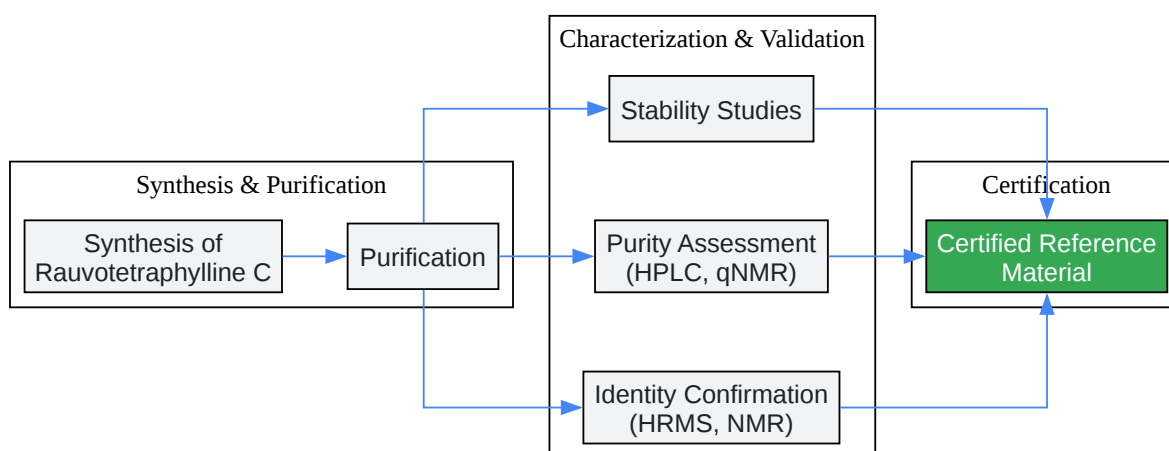 Synthesis & Purification
Synthesis of
Rauvotetraphylline C
Purification
Characterization & Validation
Stability Studies
Purity Assessment
(HPLC, qNMR)
Identity Confirmation
(HRMS, NMR)
Certification
Certified Reference
Material